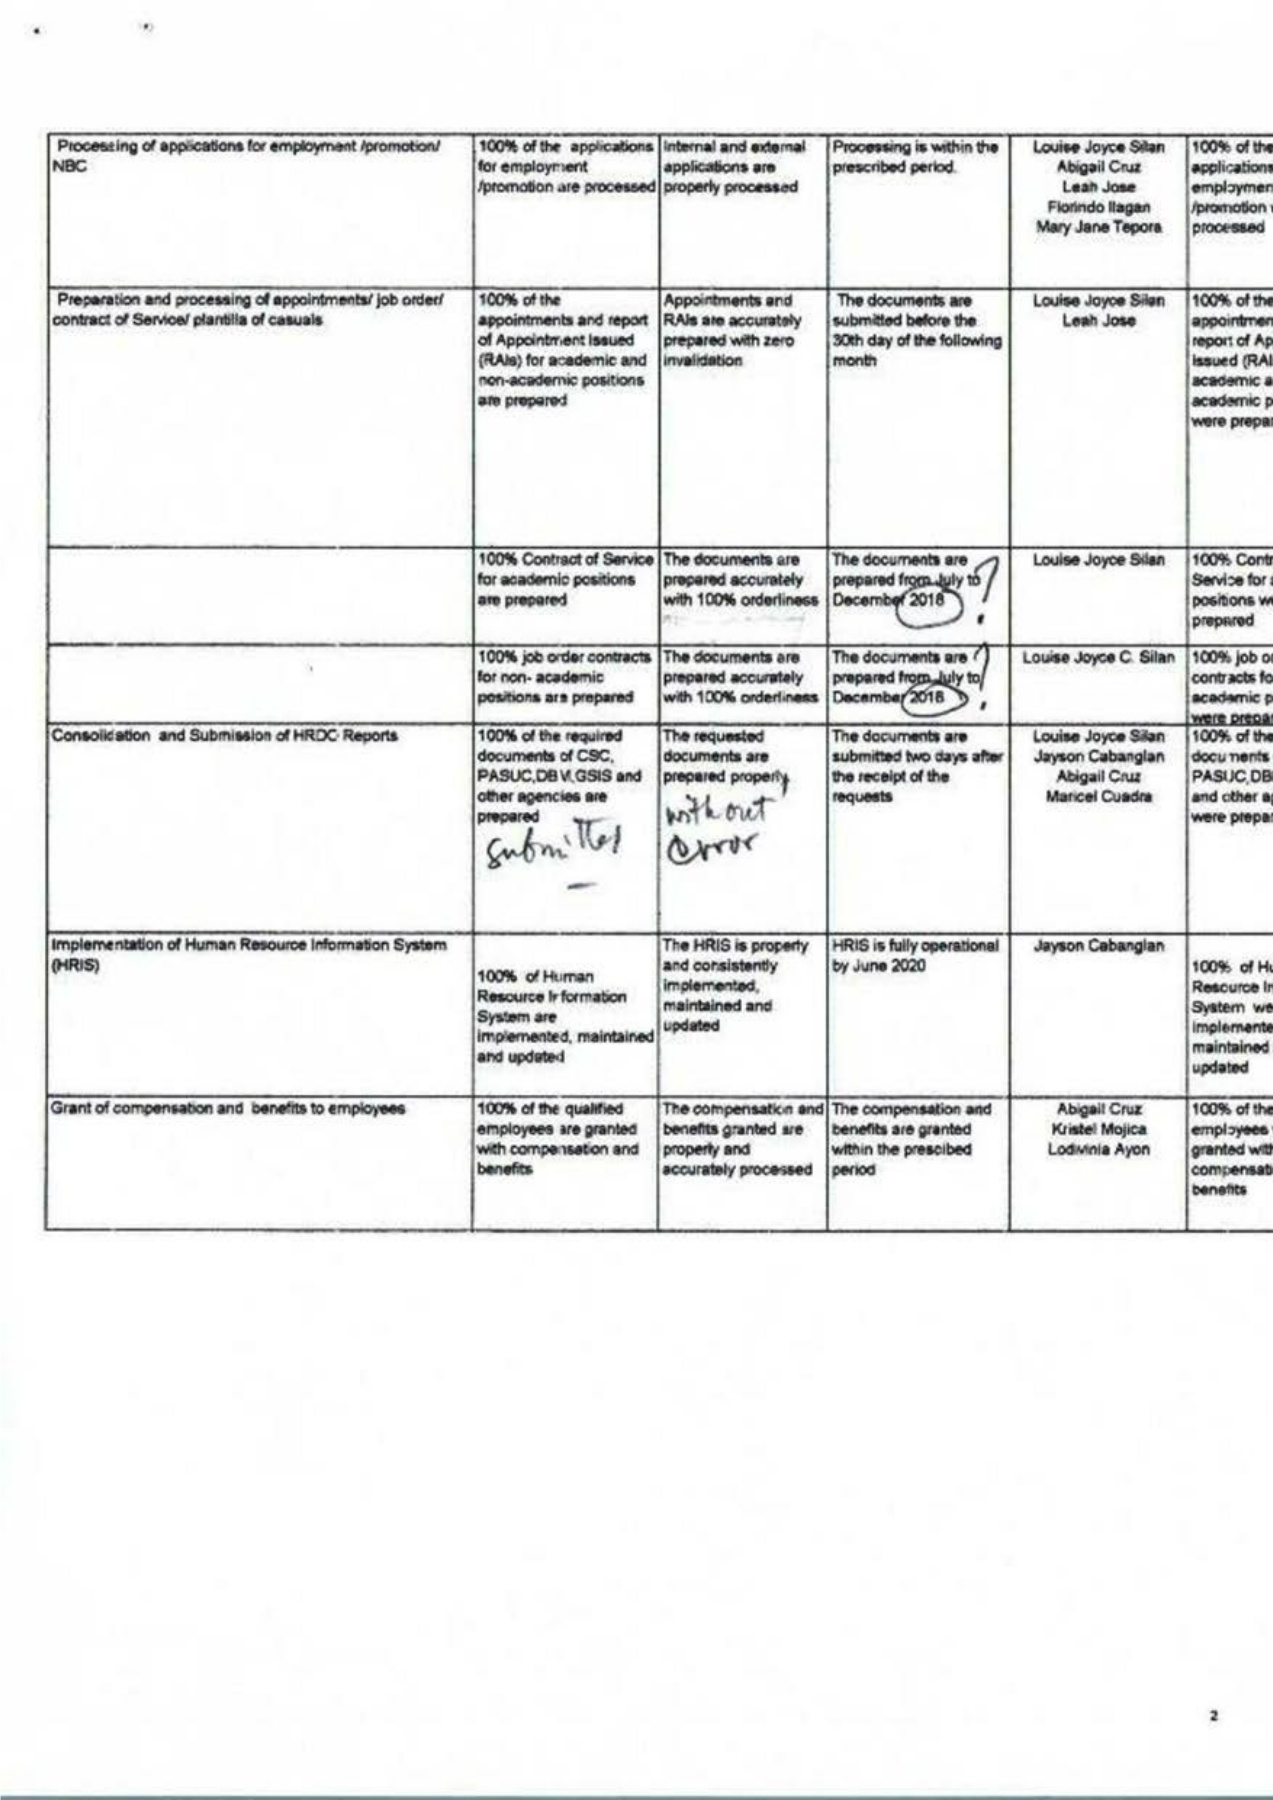 Processing of applications for employment /promotion/
NBC
100% of the applications
for employment
/promotion are processed
Internal and external
applications are
properly processed
Processing is within the
prescribed period.
Louise Joyce Silan
Abigail Cruz
Leah Jose
Florindo Ilagan
Mary Jane Tepora
100% of the
applications
employmen
/promotion
processed
Preparation and processing of appointments/ job order/
contract of Service/ plantilla of casuals
100% of the
appointments and report
of Appointment Issued
(RAIs) for academic and
non-academic positions
are prepared
Appointments and
RAIs are accurately
prepared with zero
invalidation
The documents are
submitted before the
30th day of the following
month
Louise Joyce Silan
Leah Jose
100% of the
appointmen
report of Ap
Issued (RAI
academic a
academic p
were prepar
100% Contract of Service
for academic positions
are prepared
The documents are
prepared accurately
with 100% orderliness
The documents are
prepared from July to
December 2018
?
Louise Joyce Silan
100% Contr
Service for
positions we
prepared
100% job order contracts
for non- academic
positions are prepared
The documents are
prepared accurately
with 100% orderliness
The documents are
prepared from July to
December 2018
?
Louise Joyce C. Silan
100% job or
contracts fo
academic p
were prepar
Consolidation and Submission of HRDC Reports
100% of the required
documents of CSC,
PASUC,DBM,GSIS and
other agencies are
prepared
submitted
The requested
documents are
prepared properly,
without
error
The documents are
submitted two days after
the receipt of the
requests
Louise Joyce Silan
Jayson Cabanglan
Abigail Cruz
Maricel Cuadra
100% of the
documents
PASUC,DB
and other a
were prepar
Implementation of Human Resource Information System
(HRIS)
100% of Human
Resource Information
System are
implemented, maintained
and updated
The HRIS is properly
and consistently
implemented,
maintained and
updated
HRIS is fully operational
by June 2020
Jayson Cabanglan
100% of Hu
Resource In
System we
implemente
maintained
updated
Grant of compensation and benefits to employees
100% of the qualified
employees are granted
with compensation and
benefits
The compensation and
benefits granted are
properly and
accurately processed
The compensation and
benefits are granted
within the prescibed
period
Abigail Cruz
Kristel Mojica
Lodivinia Ayon
100% of the
employees
granted with
compensati
benefits
2